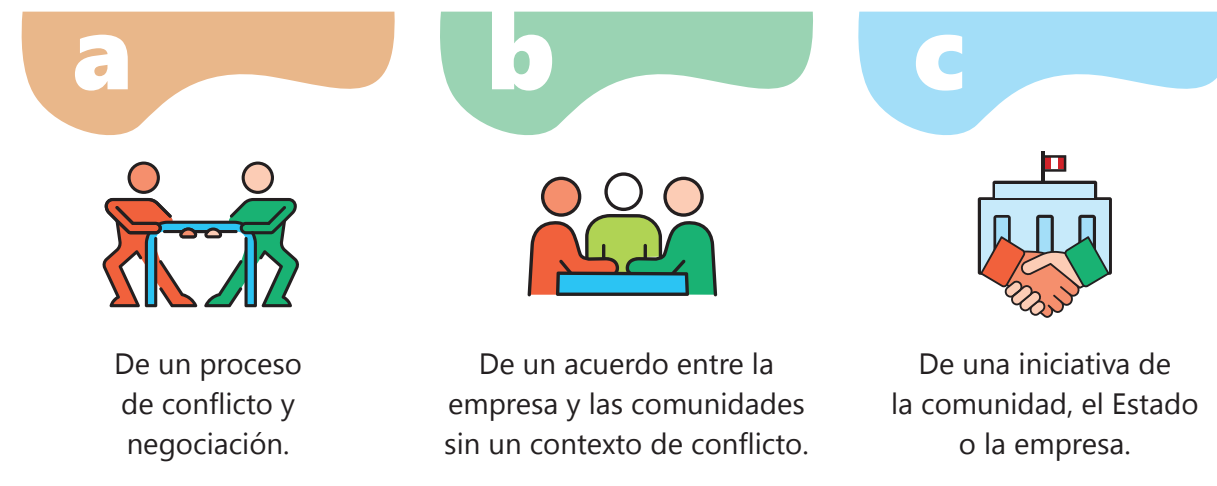 a
De un proceso
de conflicto y
negociación.
b
De un acuerdo entre la
empresa y las comunidades
sin un contexto de conflicto.
c
De una iniciativa de
la comunidad, el Estado
o la empresa.